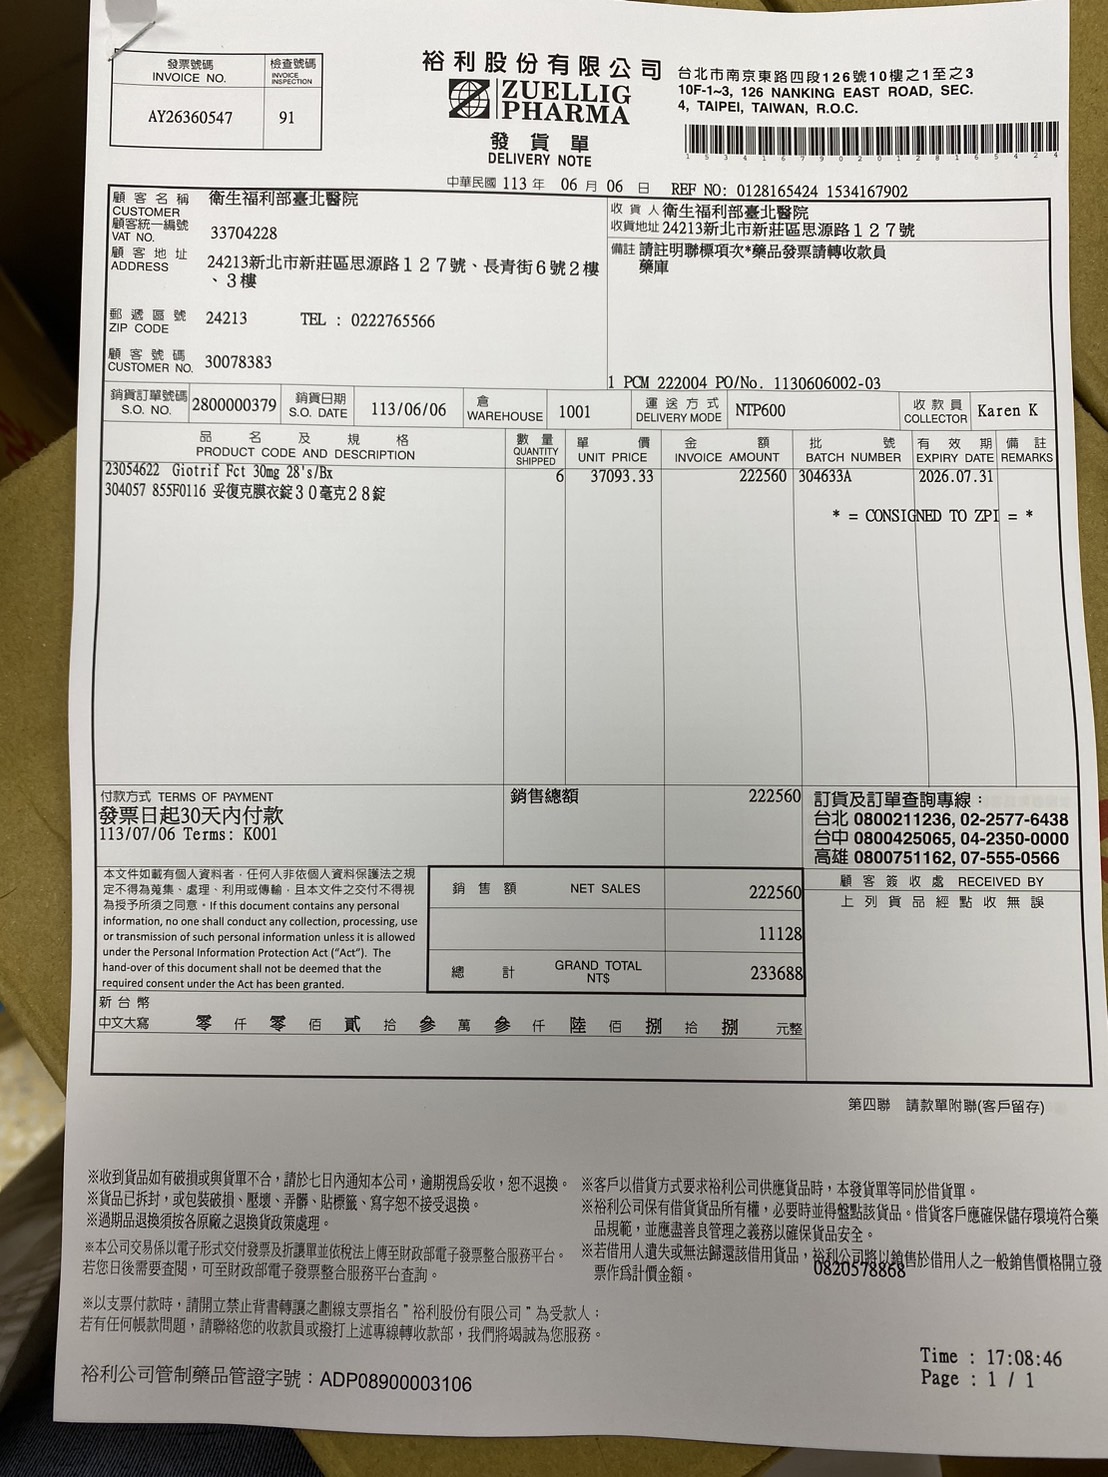 發票號碼
INVOICE NO.
檢查號碼
INVOICE INSPECTION
AY26360547
91
裕利股份有限公司
ZUELLIG PHARMA
發貨單
DELIVERY NOTE
台北市南京東路四段126號10樓之1至之3
10F-1~3, 126 NANKING EAST ROAD, SEC.
4, TAIPEI, TAIWAN, R.O.C.
15341679020128165424
中華民國 113 年 06 月 06 日 REF NO: 0128165424 1534167902
顧客名稱 衛生福利部臺北醫院
CUSTOMER
顧客統一編號
VAT NO. 33704228
顧客地址
ADDRESS 24213新北市新莊區思源路127號、長青街6號2樓
、3樓
郵遞區號
ZIP CODE 24213 TEL : 0222765566
顧客號碼
CUSTOMER NO. 30078383
收貨人 衛生福利部臺北醫院
收貨地址 24213新北市新莊區思源路127號
備註 請註明聯標項次*藥品發票請轉收款員
藥庫
1 PCM 222004 PO/No. 1130606002-03
銷貨訂單號碼
S.O. NO. 2800000379
銷貨日期
S.O. DATE 113/06/06
倉
WAREHOUSE 1001
運送方式
DELIVERY MODE NTP600
收款員
COLLECTOR Karen K
品名及規格
PRODUCT CODE AND DESCRIPTION
數量
QUANTITY SHIPPED
單價
UNIT PRICE
金額
INVOICE AMOUNT
批號
BATCH NUMBER
有效期
EXPIRY DATE
備註
REMARKS
23054622 Giotrif Fct 30mg 28's/Bx 6 37093.33 222560 304633A 2026.07.31
304057 855F0116 妥復克膜衣錠30毫克28錠
* = CONSIGNED TO ZPI = *
付款方式 TERMS OF PAYMENT
發票日起30天內付款
113/07/06 Terms: K001
銷售總額 222560
訂貨及訂單查詢專線：
台北 0800211236, 02-2577-6438
台中 0800425065, 04-2350-0000
高雄 0800751162, 07-555-0566
本文件如載有個人資料者，任何人非依個人資料保護法之規
定不得為蒐集、處理、利用或傳輸，且本文件之交付不得視
為授予所須之同意。If this document contains any personal
information, no one shall conduct any collection, processing, use
or transmission of such personal information unless it is allowed
under the Personal Information Protection Act ("Act"). The
hand-over of this document shall not be deemed that the
required consent under the Act has been granted.
銷售額 NET SALES 222560
11128
總計 GRAND TOTAL NT$ 233688
顧客簽收處 RECEIVED BY
上列貨品經點收無誤
新台幣
中文大寫 零 仟 零 佰 貳 拾 參 萬 參 仟 陸 佰 捌 拾 捌 元整
第四聯 請款單附聯(客戶留存)
※收到貨品如有破損或與貨單不合，請於七日內通知本公司，逾期視為妥收，恕不退換。
※貨品已拆封，或包裝破損、壓壞、弄髒、貼標籤、寫字恕不接受退換。
※過期品退換須按各原廠之退換貨政策處理。
※本公司交易係以電子形式交付發票及折讓單並依稅法上傳至財政部電子發票整合服務平台。
若您日後需要查閱，可至財政部電子發票整合服務平台查詢。
※以支票付款時，請開立禁止背書轉讓之劃線支票指名"裕利股份有限公司"為受款人；
若有任何帳款問題，請聯絡您的收款員或撥打上述專線轉收款部，我們將竭誠為您服務。
※客戶以借貨方式要求裕利公司供應貨品時，本發貨單等同於借貨單。
※裕利公司保有借貨貨品所有權，必要時並得盤點該貨品。借貨客戶應確保儲存環境符合藥
品規範，並應盡善良管理之義務以確保貨品安全。
※若借用人遺失或無法歸還該借用貨品，裕利公司將以銷售於借用人之一般銷售價格開立發
票作為計價金額。
0820578868
裕利公司管制藥品管證字號：ADP08900003106
Time : 17:08:46
Page : 1 / 1